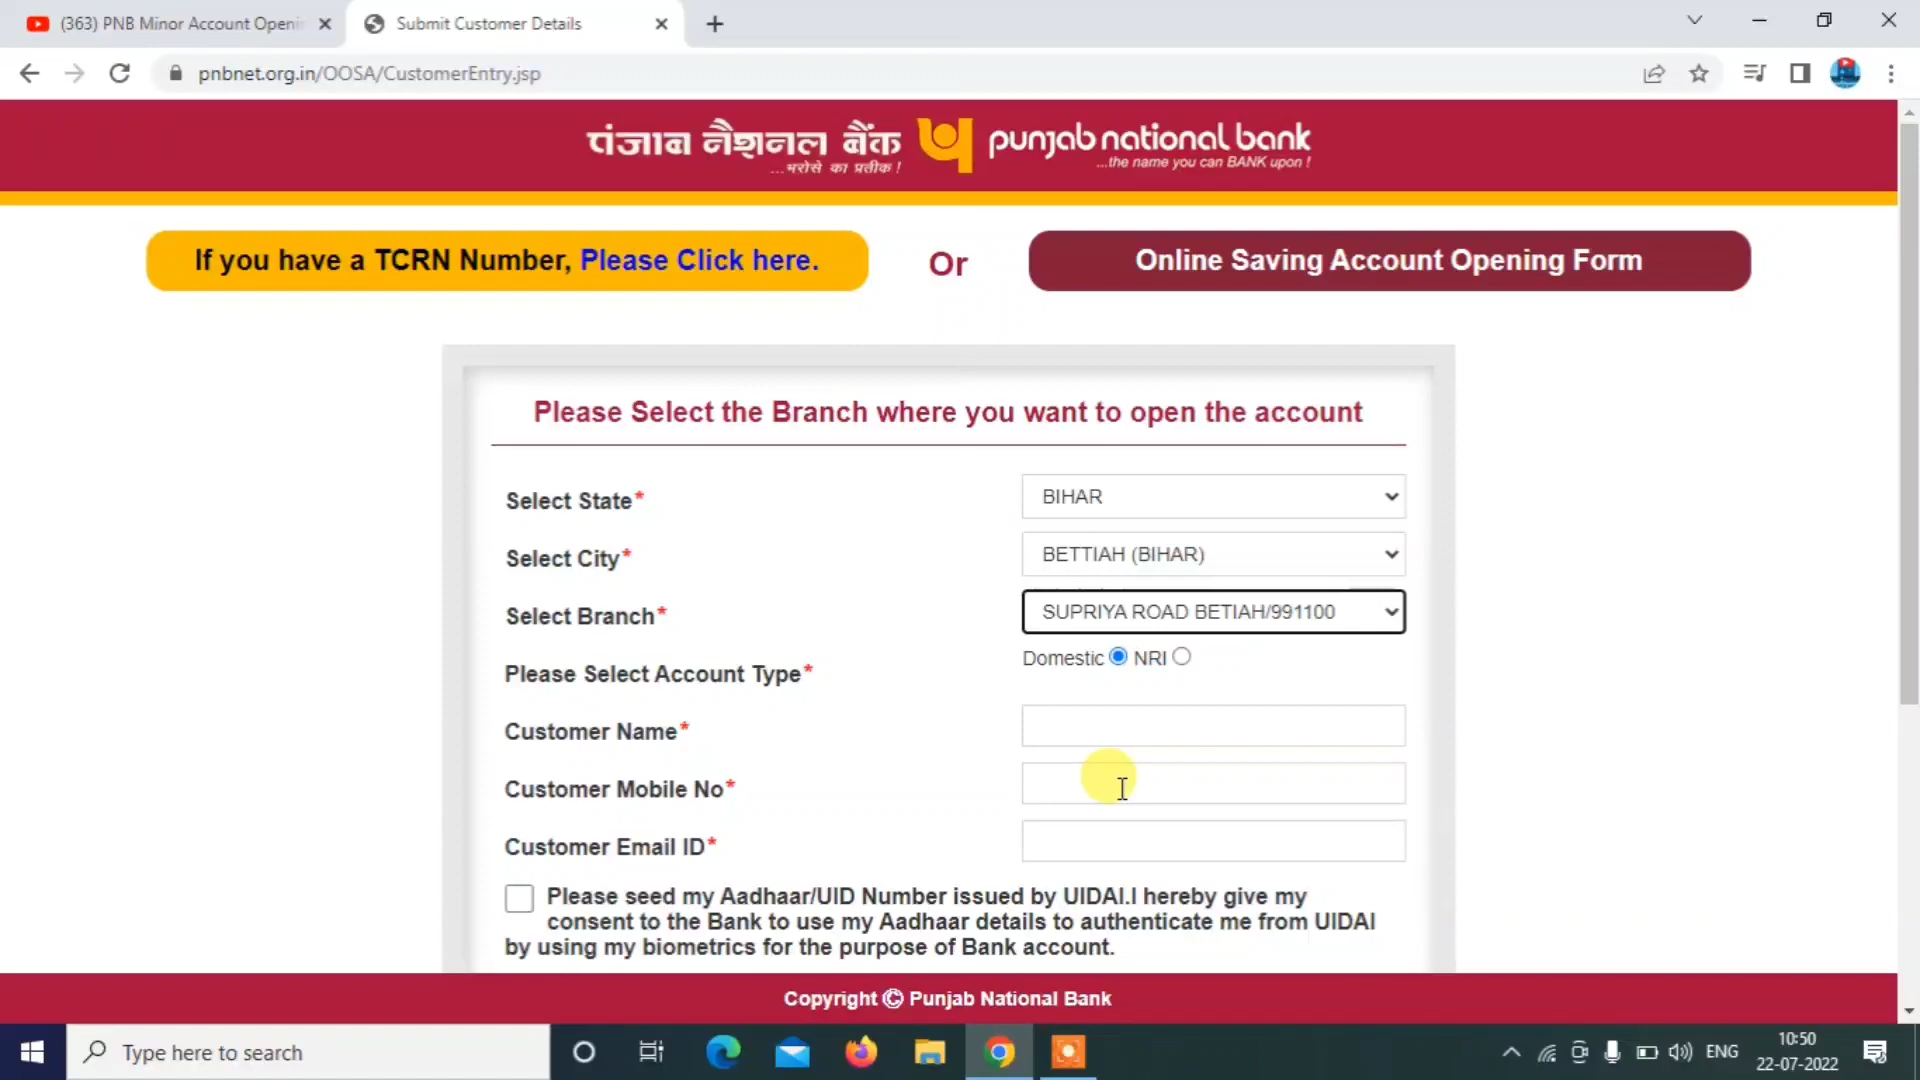 (363) PNB Minor Account Openi
Submit Customer Details
pnbnet.org.in/OOSA/CustomerEntry.jsp
पंजाब नैशनल बैंक
...भरोसे का प्रतीक !
punjab national bank
...the name you can BANK upon !
If you have a TCRN Number, Please Click here.
Or
Online Saving Account Opening Form
Please Select the Branch where you want to open the account
Select State* BIHAR
Select City* BETTIAH (BIHAR)
Select Branch* SUPRIYA ROAD BETIAH/991100
Please Select Account Type* Domestic NRI
Customer Name*
Customer Mobile No*
Customer Email ID*
Please seed my Aadhaar/UID Number issued by UIDAI.I hereby give my
consent to the Bank to use my Aadhaar details to authenticate me from UIDAI
by using my biometrics for the purpose of Bank account.
Copyright © Punjab National Bank
Type here to search
ENG
10:50
22-07-2022